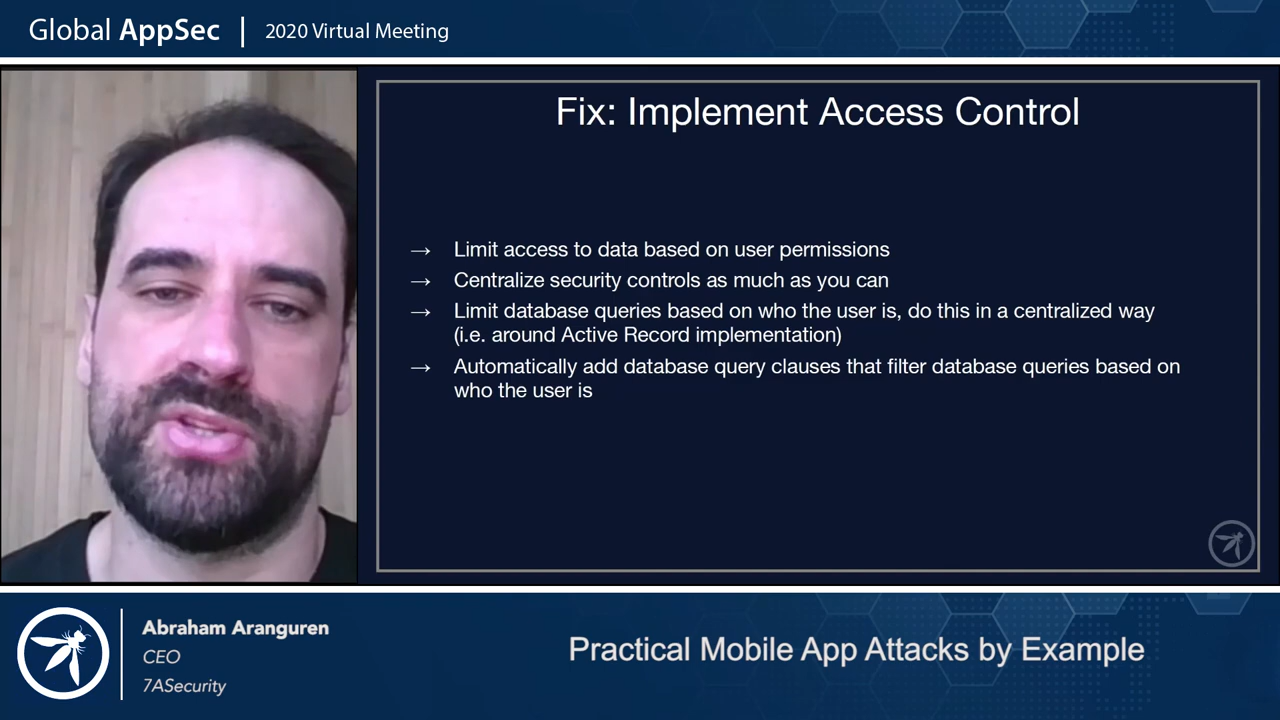 Global AppSec | 2020 Virtual Meeting
Fix: Implement Access Control
→ Limit access to data based on user permissions
→ Centralize security controls as much as you can
→ Limit database queries based on who the user is, do this in a centralized way
(i.e. around Active Record implementation)
→ Automatically add database query clauses that filter database queries based on
who the user is
Abraham Aranguren
CEO
7ASecurity
Practical Mobile App Attacks by Example